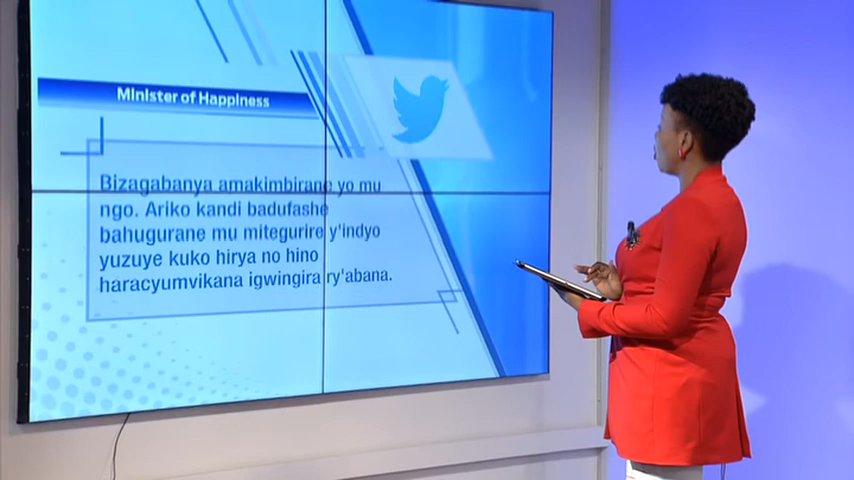 Minister of Happiness
Bizagabanya amakimbirane yo mu
ngo. Ariko kandi badufashe
bahugurane mu mitegurire y'indyo
yuzuye kuko hirya no hino
haracyumvikana igwingira ry'abana.